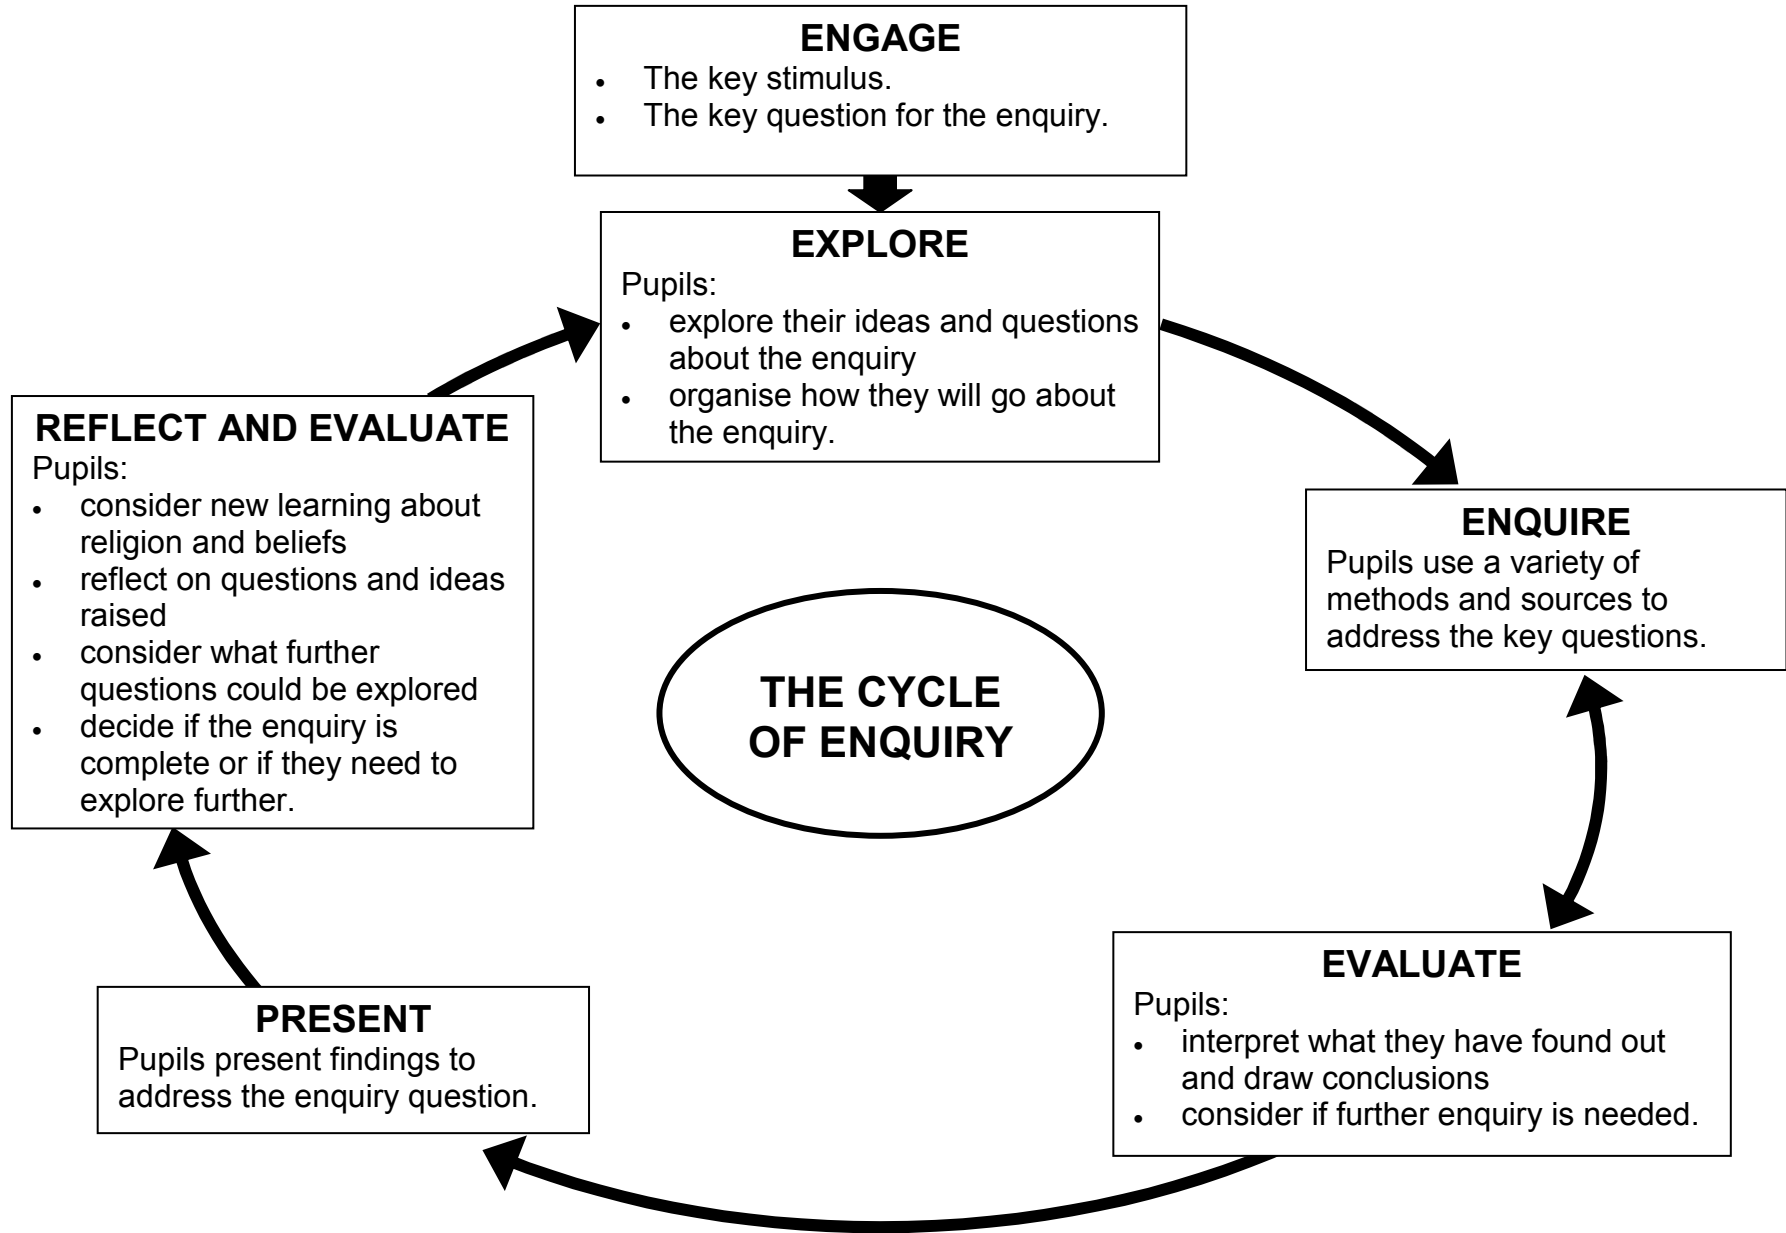 ENGAGE
• The key stimulus.
• The key question for the enquiry.
EXPLORE
Pupils:
• explore their ideas and questions
about the enquiry
• organise how they will go about
the enquiry.
ENQUIRE
Pupils use a variety of
methods and sources to
address the key questions.
EVALUATE
Pupils:
• interpret what they have found out
and draw conclusions
• consider if further enquiry is needed.
PRESENT
Pupils present findings to
address the enquiry question.
REFLECT AND EVALUATE
Pupils:
• consider new learning about
religion and beliefs
• reflect on questions and ideas
raised
• consider what further
questions could be explored
• decide if the enquiry is
complete or if they need to
explore further.
THE CYCLE
OF ENQUIRY